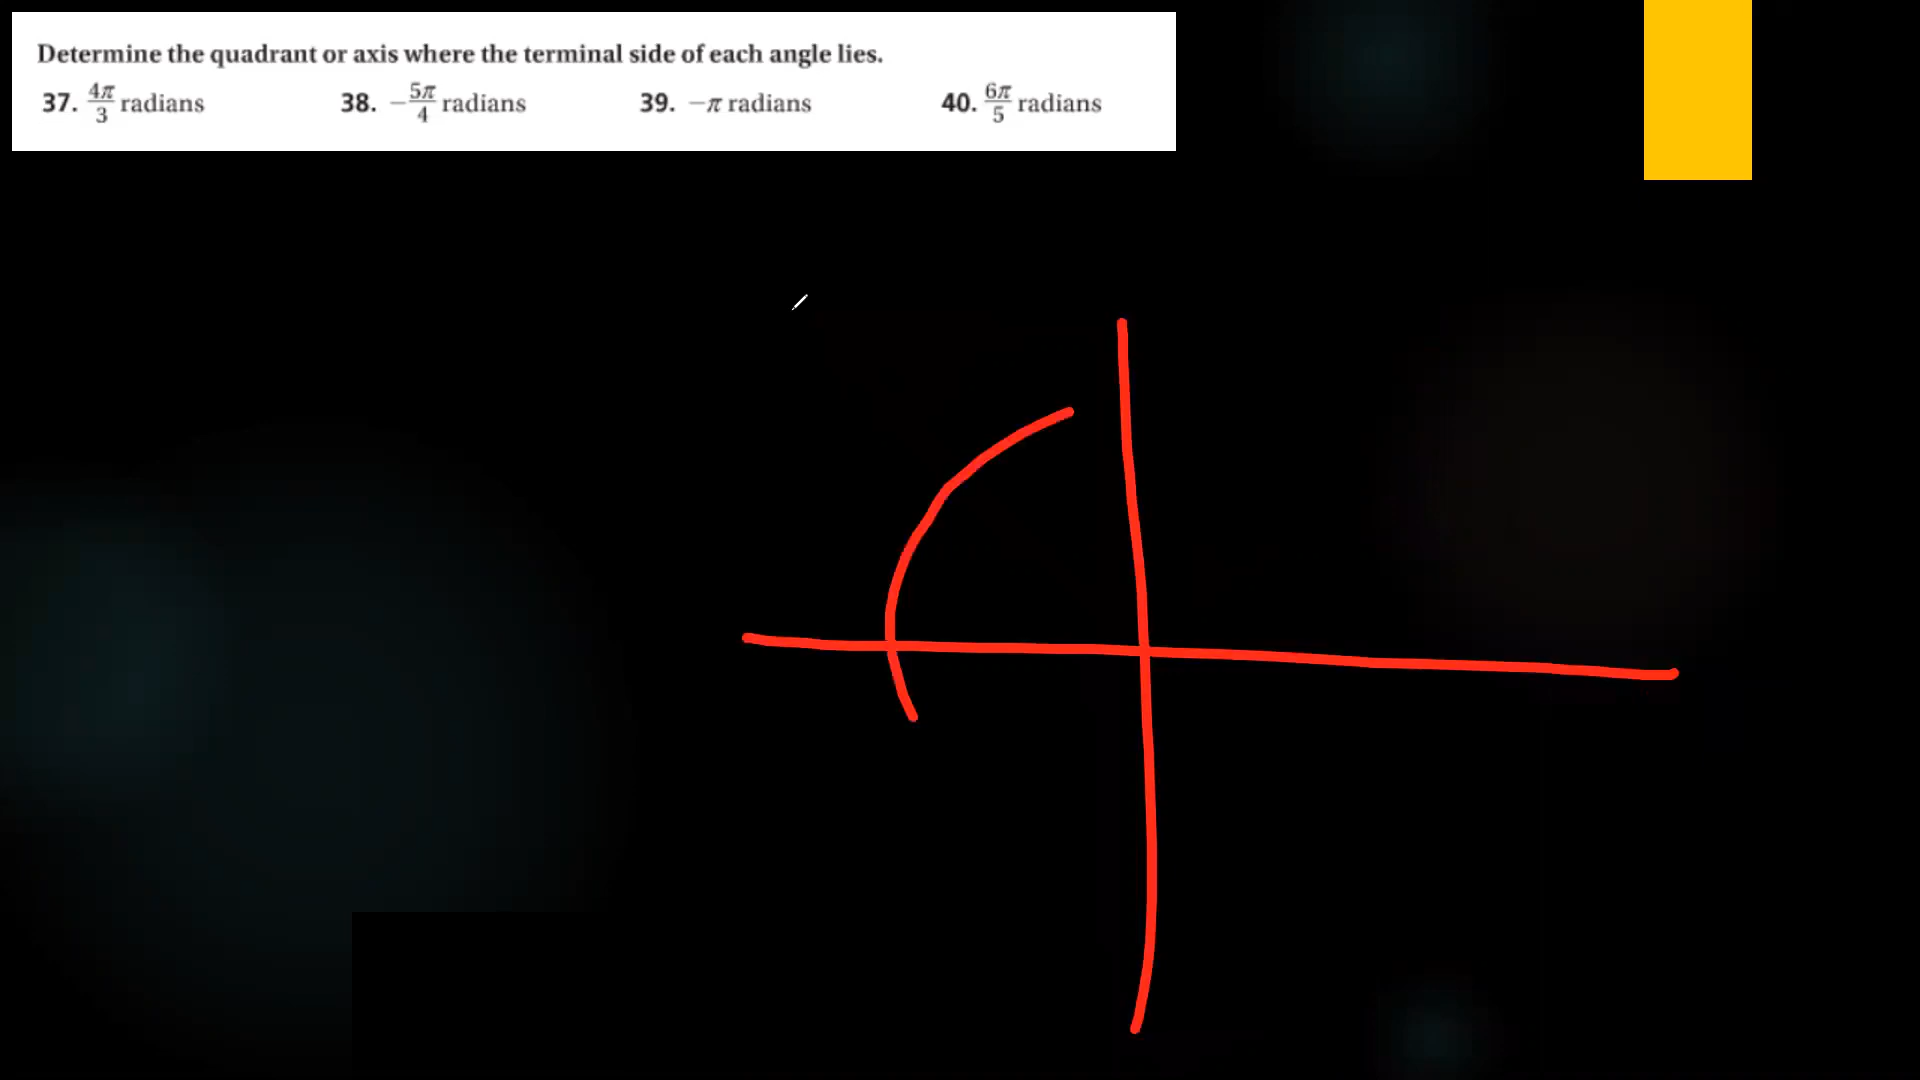 Determine the quadrant or axis where the terminal side of each angle lies.
37. 4π/3 radians 38. −5π/4 radians 39. −π radians 40. 6π/5 radians